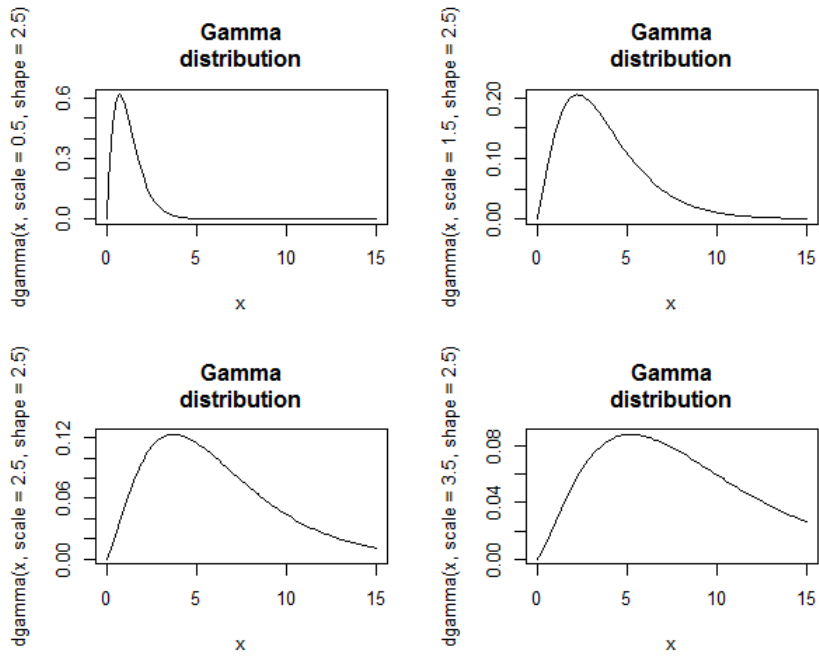 Gamma
distribution
dgamma(x, scale = 0.5, shape = 2.5)
0.6
0.3
0.0
0 5 10 15
x
Gamma
distribution
dgamma(x, scale = 1.5, shape = 2.5)
0.20
0.10
0.00
0 5 10 15
x
Gamma
distribution
dgamma(x, scale = 2.5, shape = 2.5)
0.12
0.06
0.00
0 5 10 15
x
Gamma
distribution
dgamma(x, scale = 3.5, shape = 2.5)
0.08
0.04
0.00
0 5 10 15
x